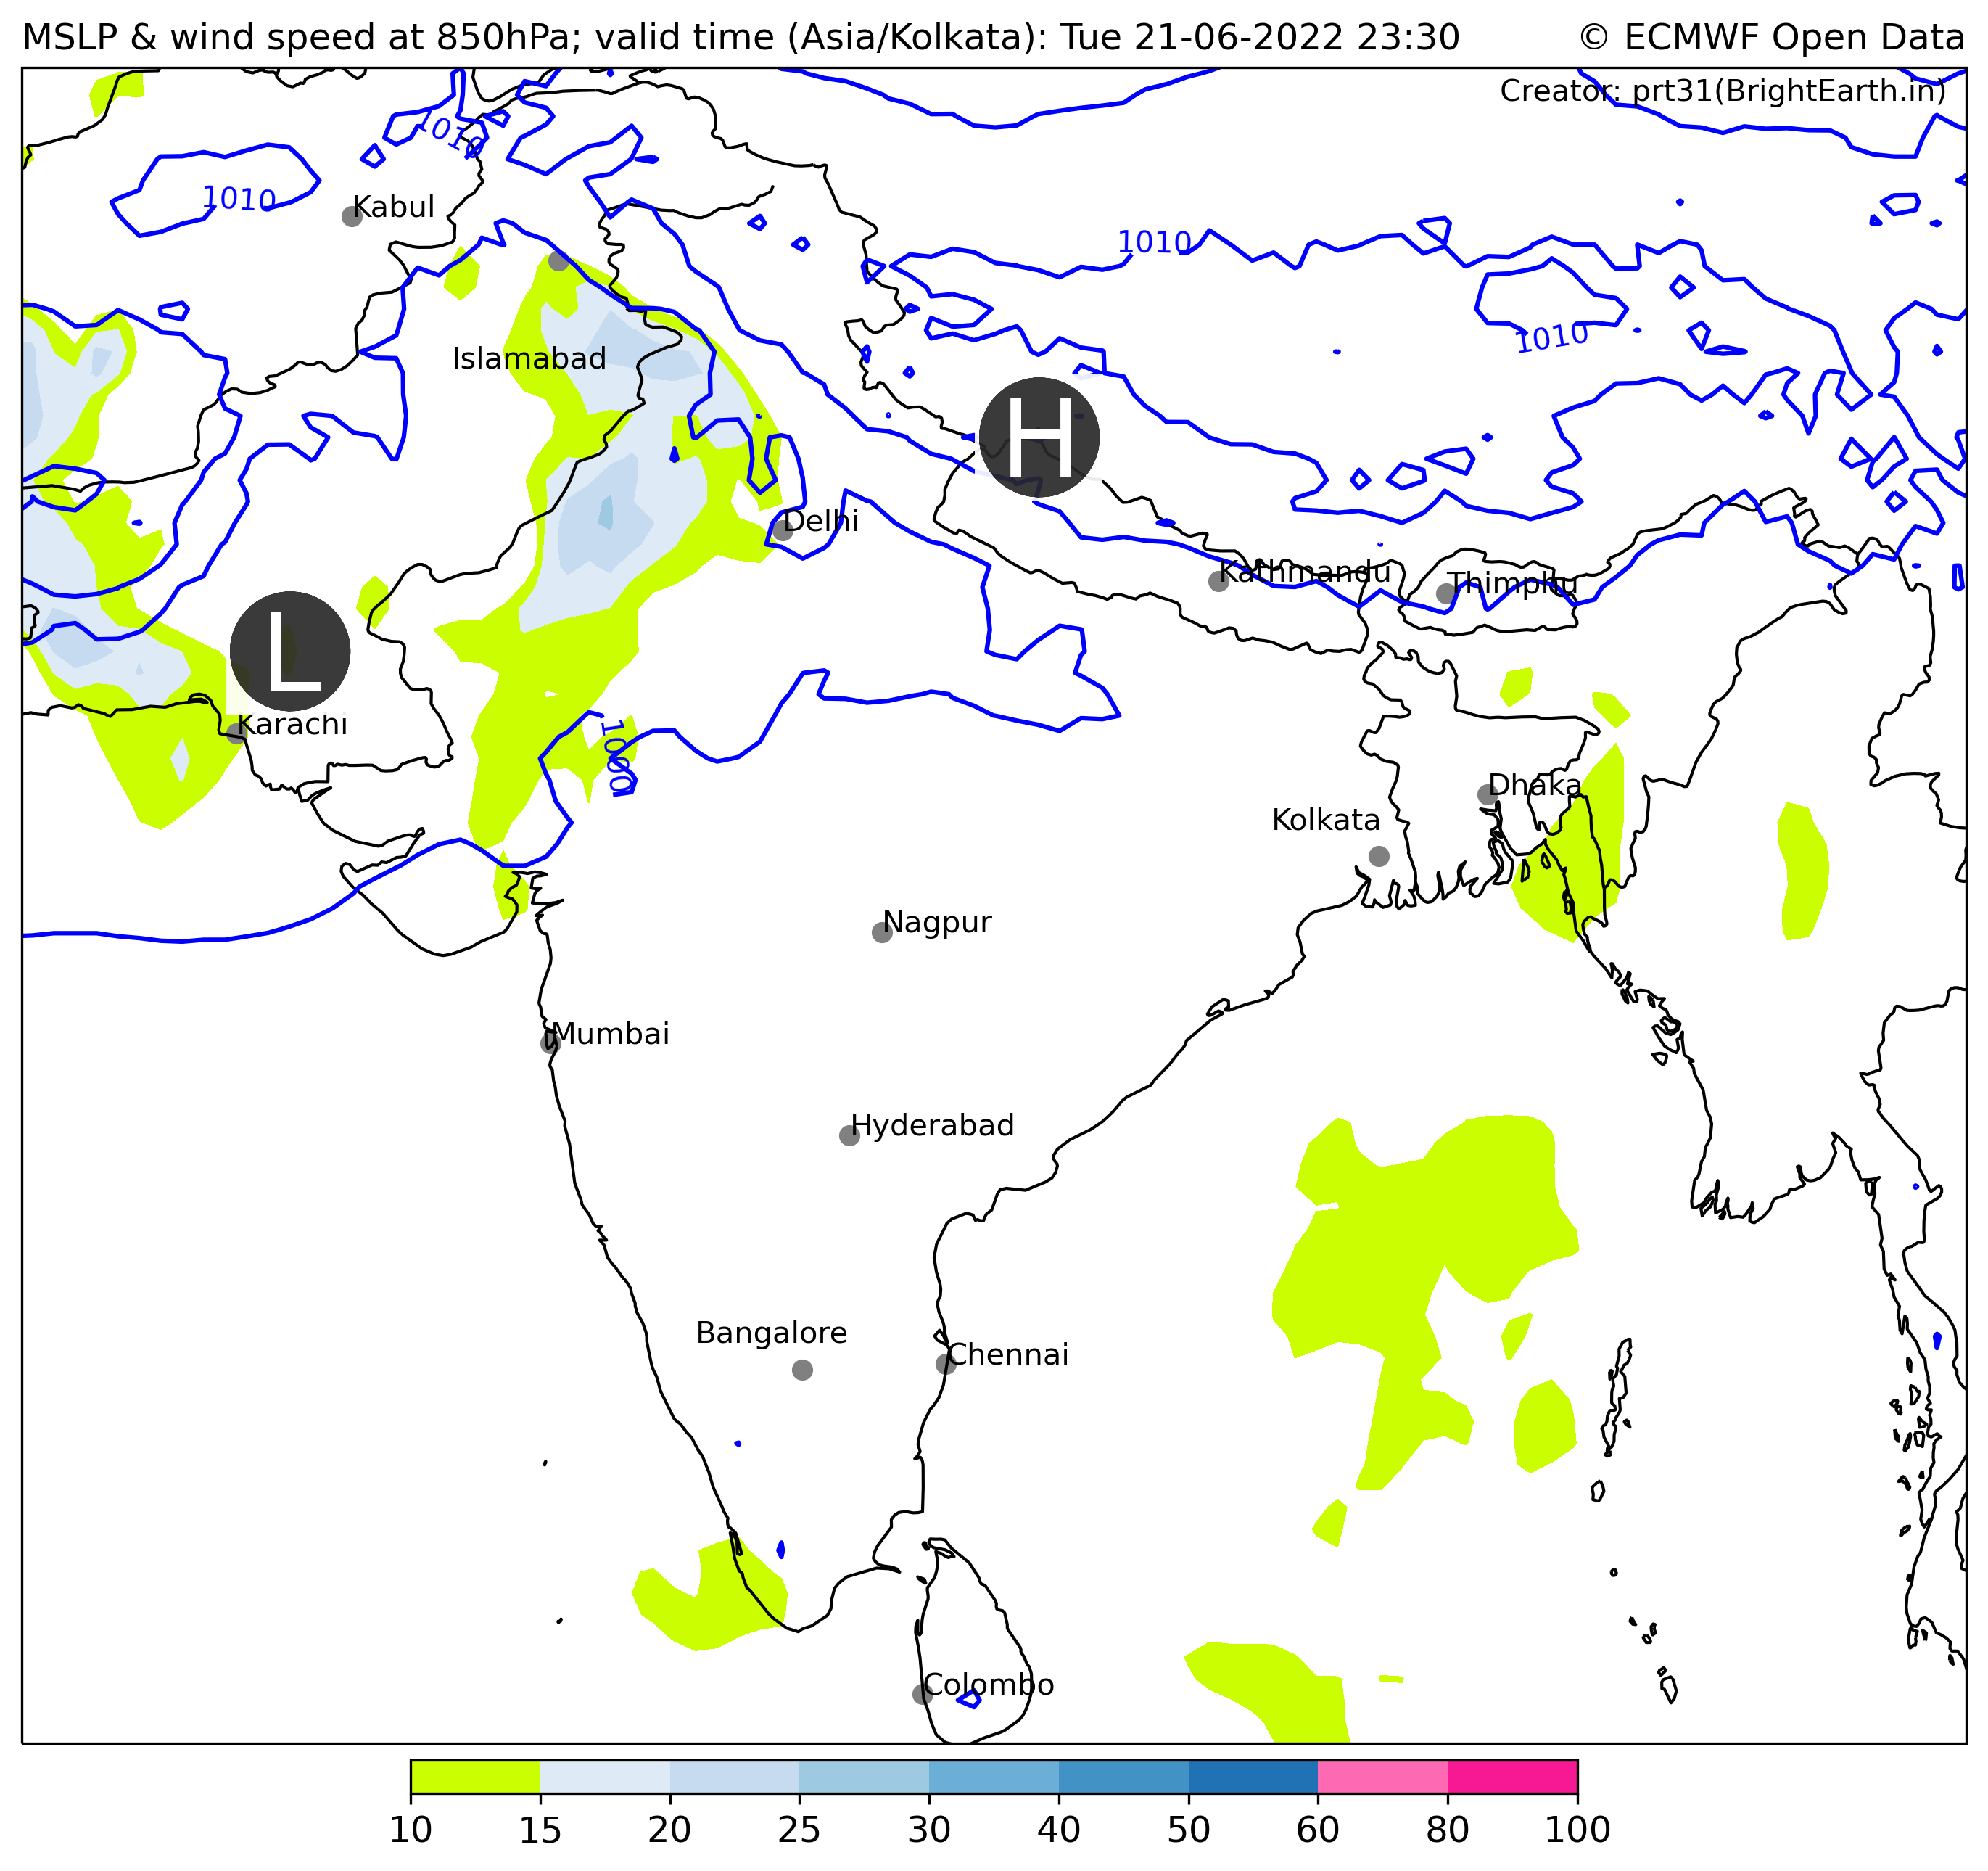 MSLP & wind speed at 850hPa; valid time (Asia/Kolkata): Tue 21-06-2022 23:30 © ECMWF Open Data
Creator: prt31(BrightEarth.in)
1010
1010
Kabul
1010
1010
Islamabad
H
Delhi
Kathmandu
Thimphu
L
Karachi
1000
Dhaka
Kolkata
Nagpur
Mumbai
Hyderabad
Bangalore
Chennai
Colombo
10 15 20 25 30 40 50 60 80 100